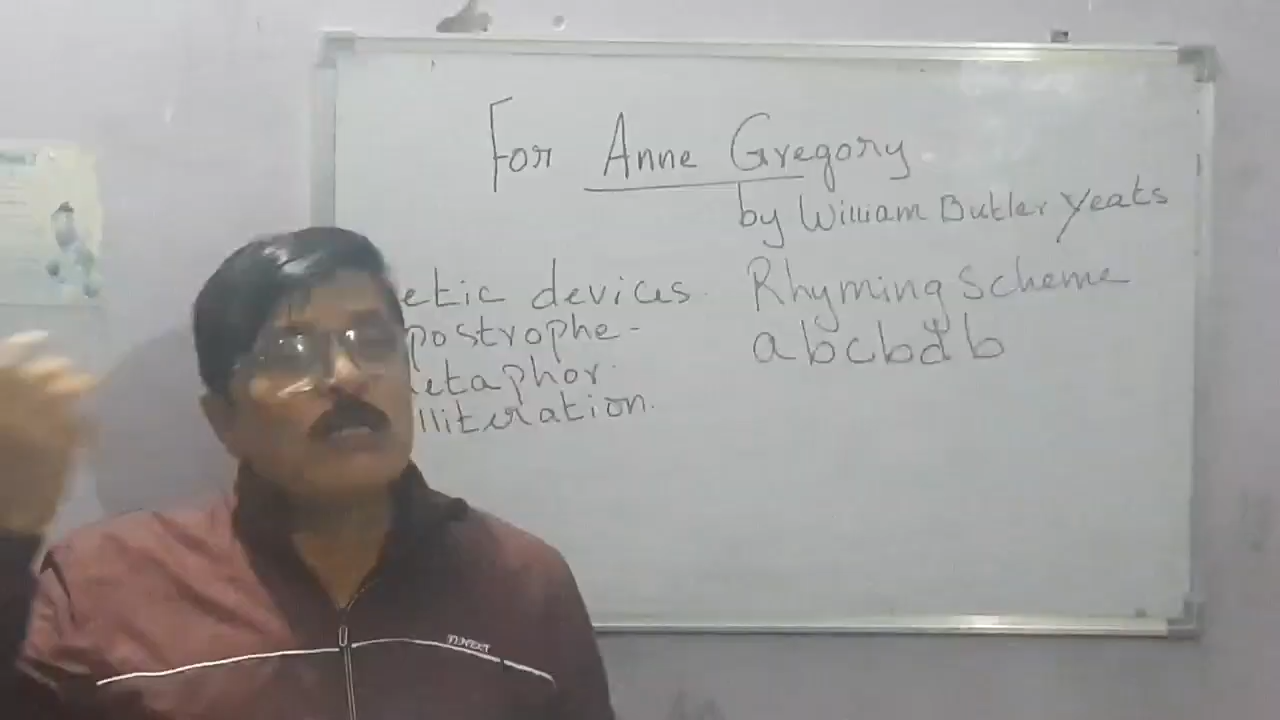 For Anne Gregory
by William Butler Yeats
etic devices.
postrophe -
etaphor.
lliteration.
Rhyming Scheme
abcbdb